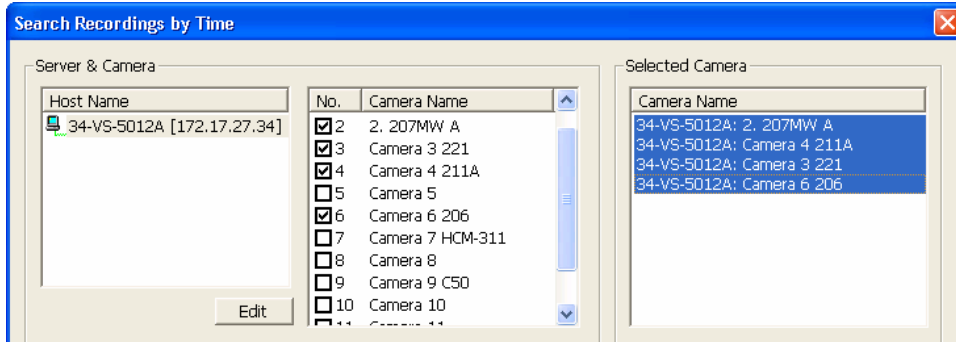 Search Recordings by Time
Server & Camera
Host Name
34-VS-5012A [172.17.27.34]
Edit
No. Camera Name
2 2. 207MW A
3 Camera 3 221
4 Camera 4 211A
5 Camera 5
6 Camera 6 206
7 Camera 7 HCM-311
8 Camera 8
9 Camera 9 C50
10 Camera 10
Selected Camera
Camera Name
34-VS-5012A: 2. 207MW A
34-VS-5012A: Camera 4 211A
34-VS-5012A: Camera 3 221
34-VS-5012A: Camera 6 206